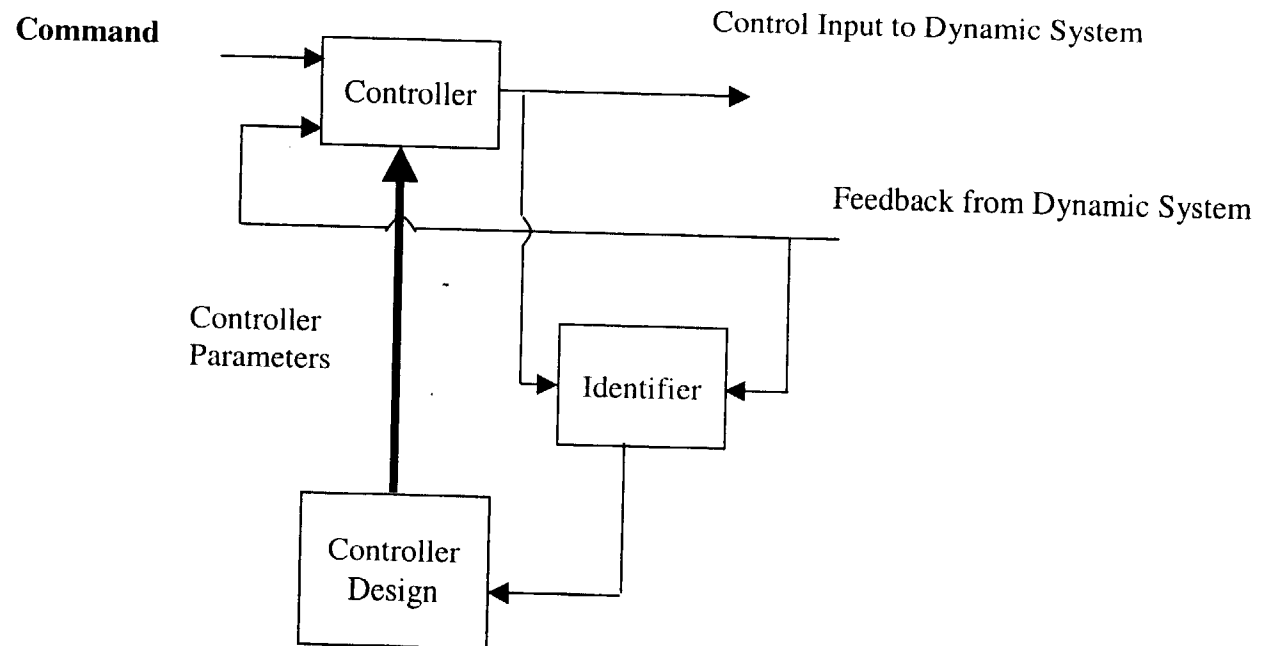 Command
Control Input to Dynamic System
Controller
Feedback from Dynamic System
Controller
Parameters
Identifier
Controller
Design